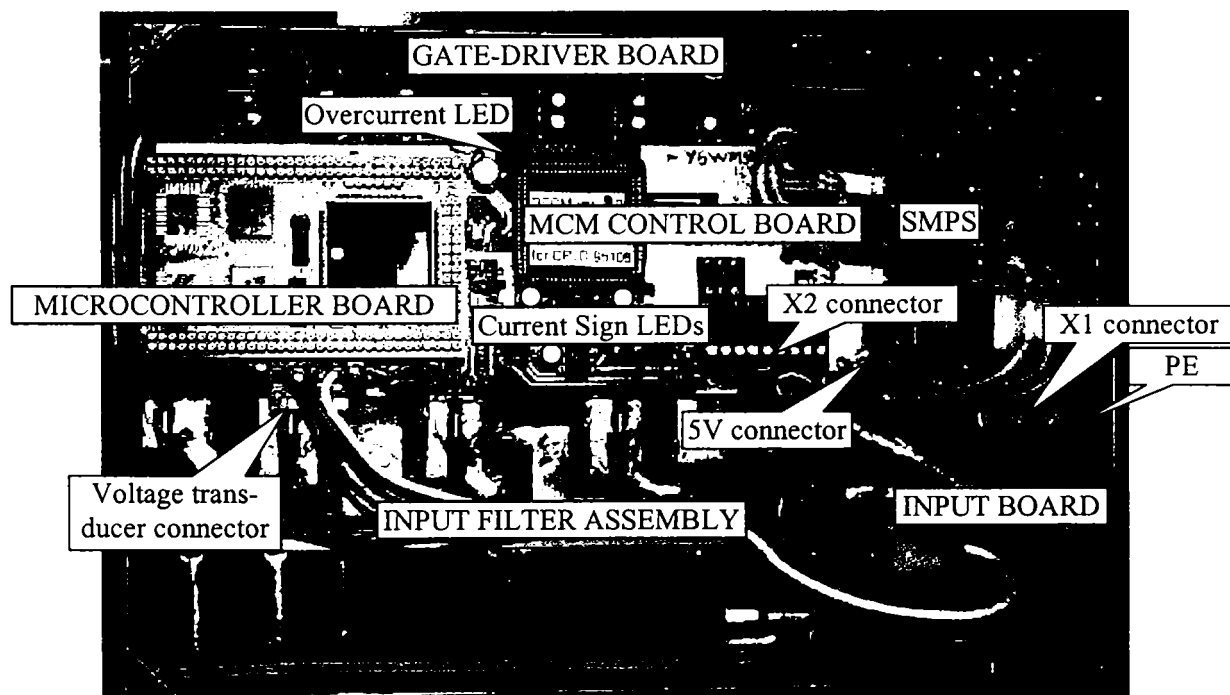 GATE-DRIVER BOARD
Overcurrent LED
MCM CONTROL BOARD
SMPS
MICROCONTROLLER BOARD
X2 connector
Current Sign LEDs
X1 connector
PE
5V connector
Voltage trans-
ducer connector
INPUT FILTER ASSEMBLY
INPUT BOARD